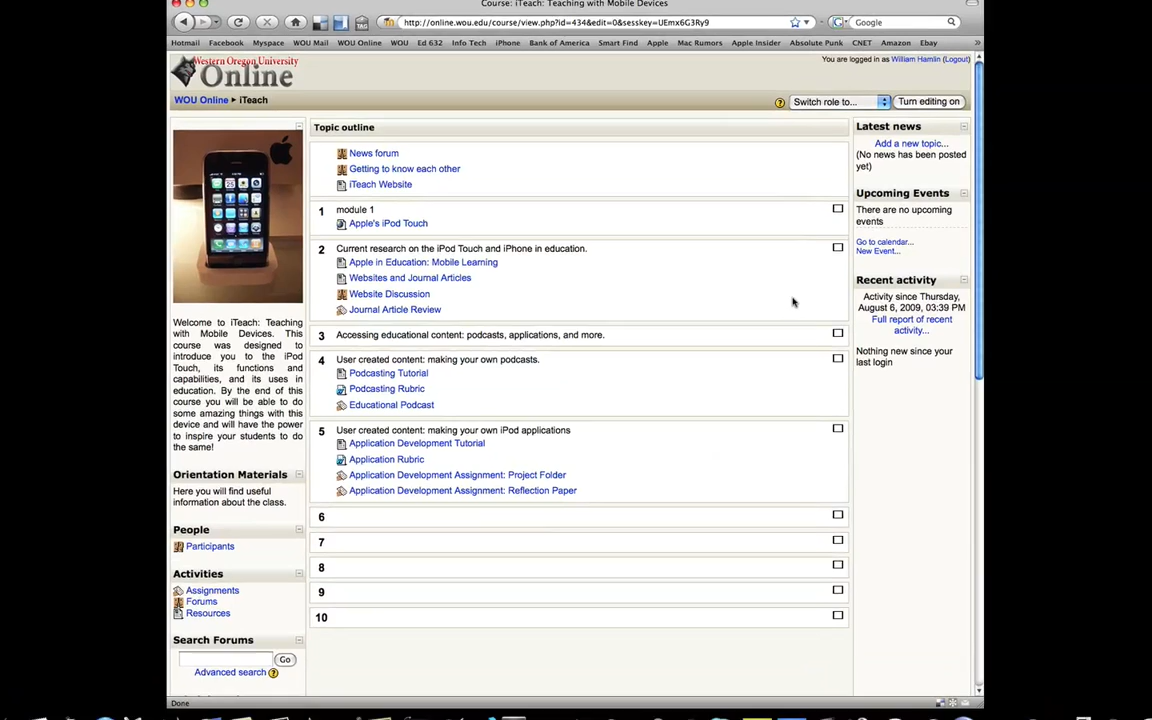 Course: iTeach: Teaching with Mobile Devices
http://online.wou.edu/course/view.php?id=434&edit=0&sesskey=UEmx6G3Ry9
Google
Hotmail Facebook Myspace WOU Mail WOU Online WOU Ed 632 Info Tech iPhone Bank of America Smart Find Apple Mac Rumors Apple Insider Absolute Punk CNET Amazon Ebay »
Western Oregon University
Online
You are logged in as William Hamlin (Logout)
WOU Online ► iTeach
Switch role to...
Turn editing on
Welcome to iTeach: Teaching
with Mobile Devices. This
course was designed to
introduce you to the iPod
Touch, its functions and
capabilities, and its uses in
education. By the end of this
course you will be able to do
some amazing things with this
device and will have the power
to inspire your students to do
the same!
Orientation Materials
Here you will find useful
information about the class.
People
Participants
Activities
Assignments
Forums
Resources
Search Forums
Go
Advanced search
Topic outline
News forum
Getting to know each other
iTeach Website
1 module 1
Apple's iPod Touch
2 Current research on the iPod Touch and iPhone in education.
Apple in Education: Mobile Learning
Websites and Journal Articles
Website Discussion
Journal Article Review
3 Accessing educational content: podcasts, applications, and more.
4 User created content: making your own podcasts.
Podcasting Tutorial
Podcasting Rubric
Educational Podcast
5 User created content: making your own iPod applications
Application Development Tutorial
Application Rubric
Application Development Assignment: Project Folder
Application Development Assignment: Reflection Paper
6
7
8
9
10
Latest news
Add a new topic...
(No news has been posted
yet)
Upcoming Events
There are no upcoming
events
Go to calendar...
New Event...
Recent activity
Activity since Thursday,
August 6, 2009, 03:39 PM
Full report of recent
activity...
Nothing new since your
last login
Done